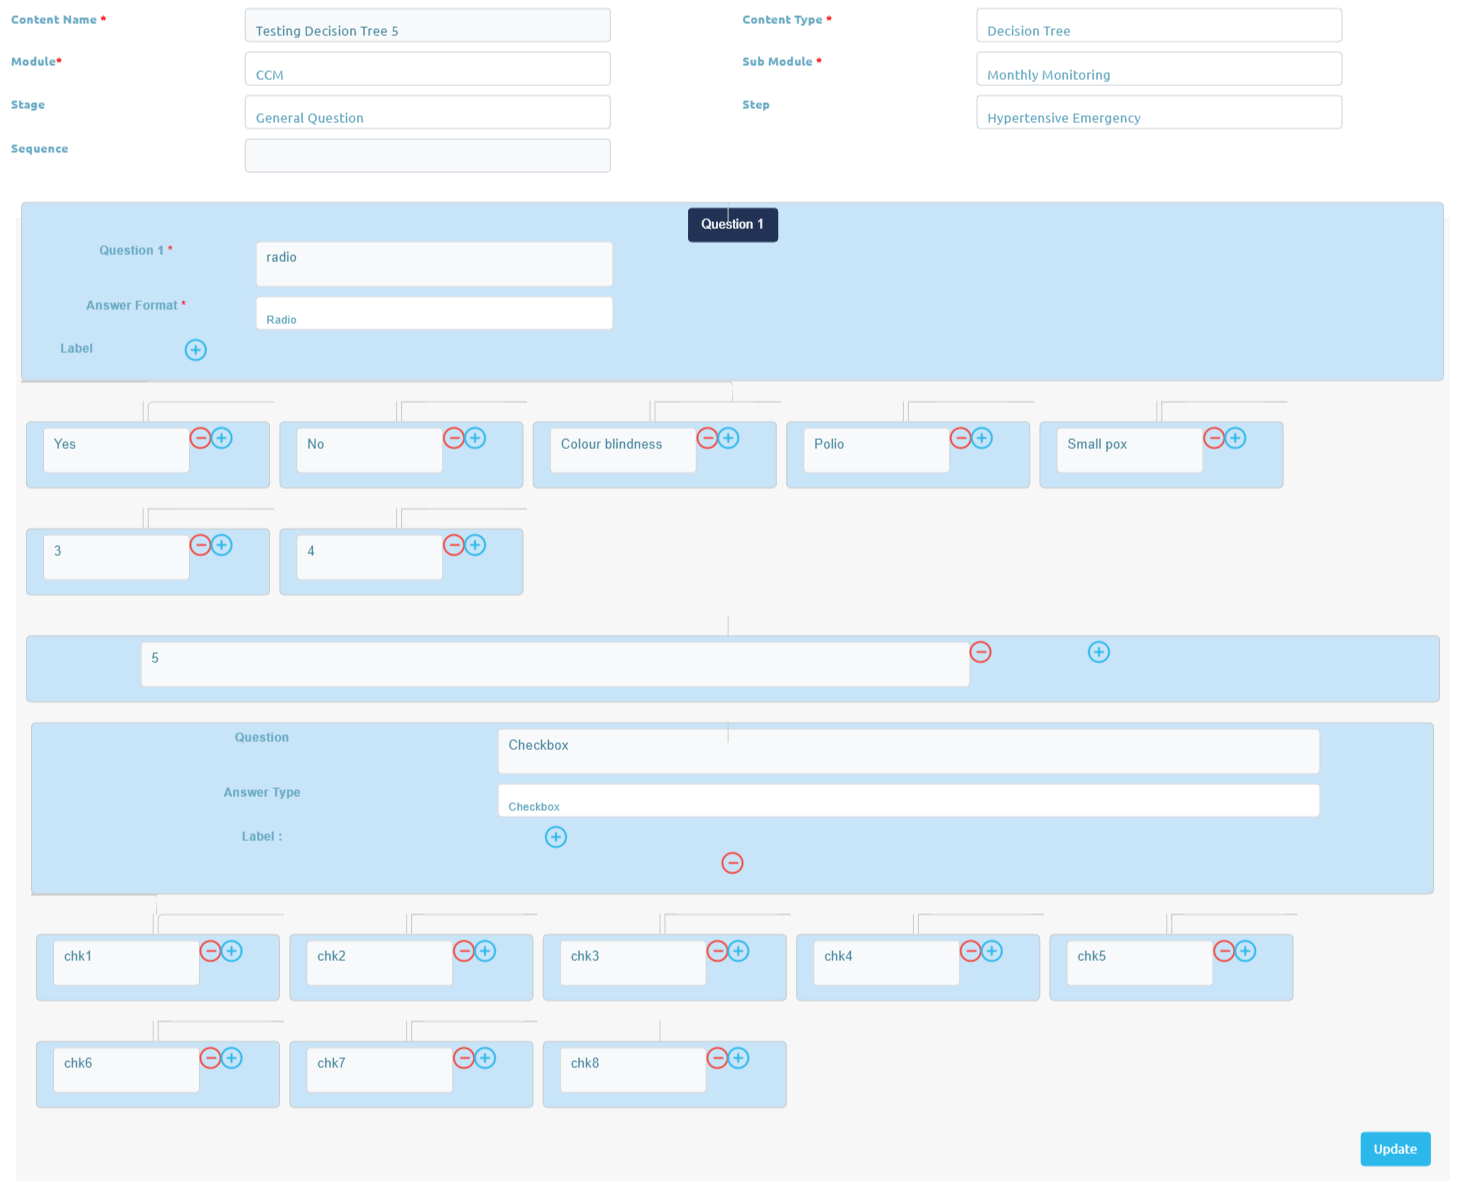 Content Name *
Testing Decision Tree 5
Content Type *
Decision Tree
Module*
CCM
Sub Module *
Monthly Monitoring
Stage
General Question
Step
Hypertensive Emergency
Sequence
Question 1
Question 1 *
radio
Answer Format *
Radio
Label
Yes
No
Colour blindness
Polio
Small pox
3
4
5
Question
Checkbox
Answer Type
Checkbox
Label :
chk1
chk2
chk3
chk4
chk5
chk6
chk7
chk8
Update